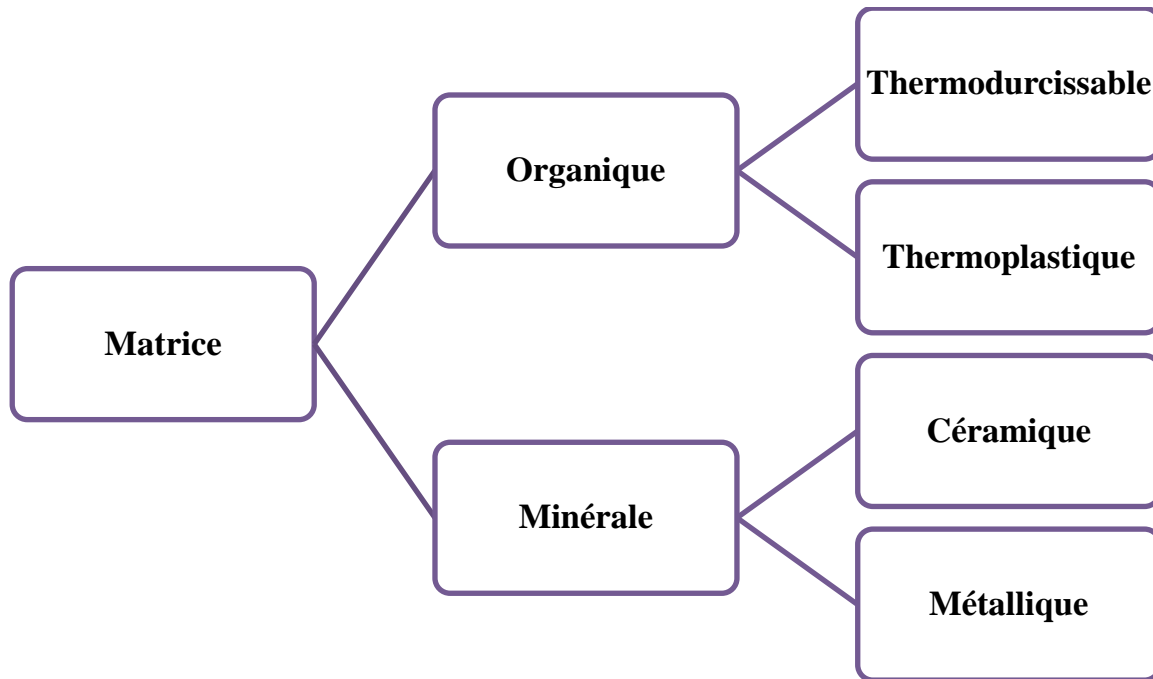 Matrice
Organique
Thermodurcissable
Thermoplastique
Minérale
Céramique
Métallique